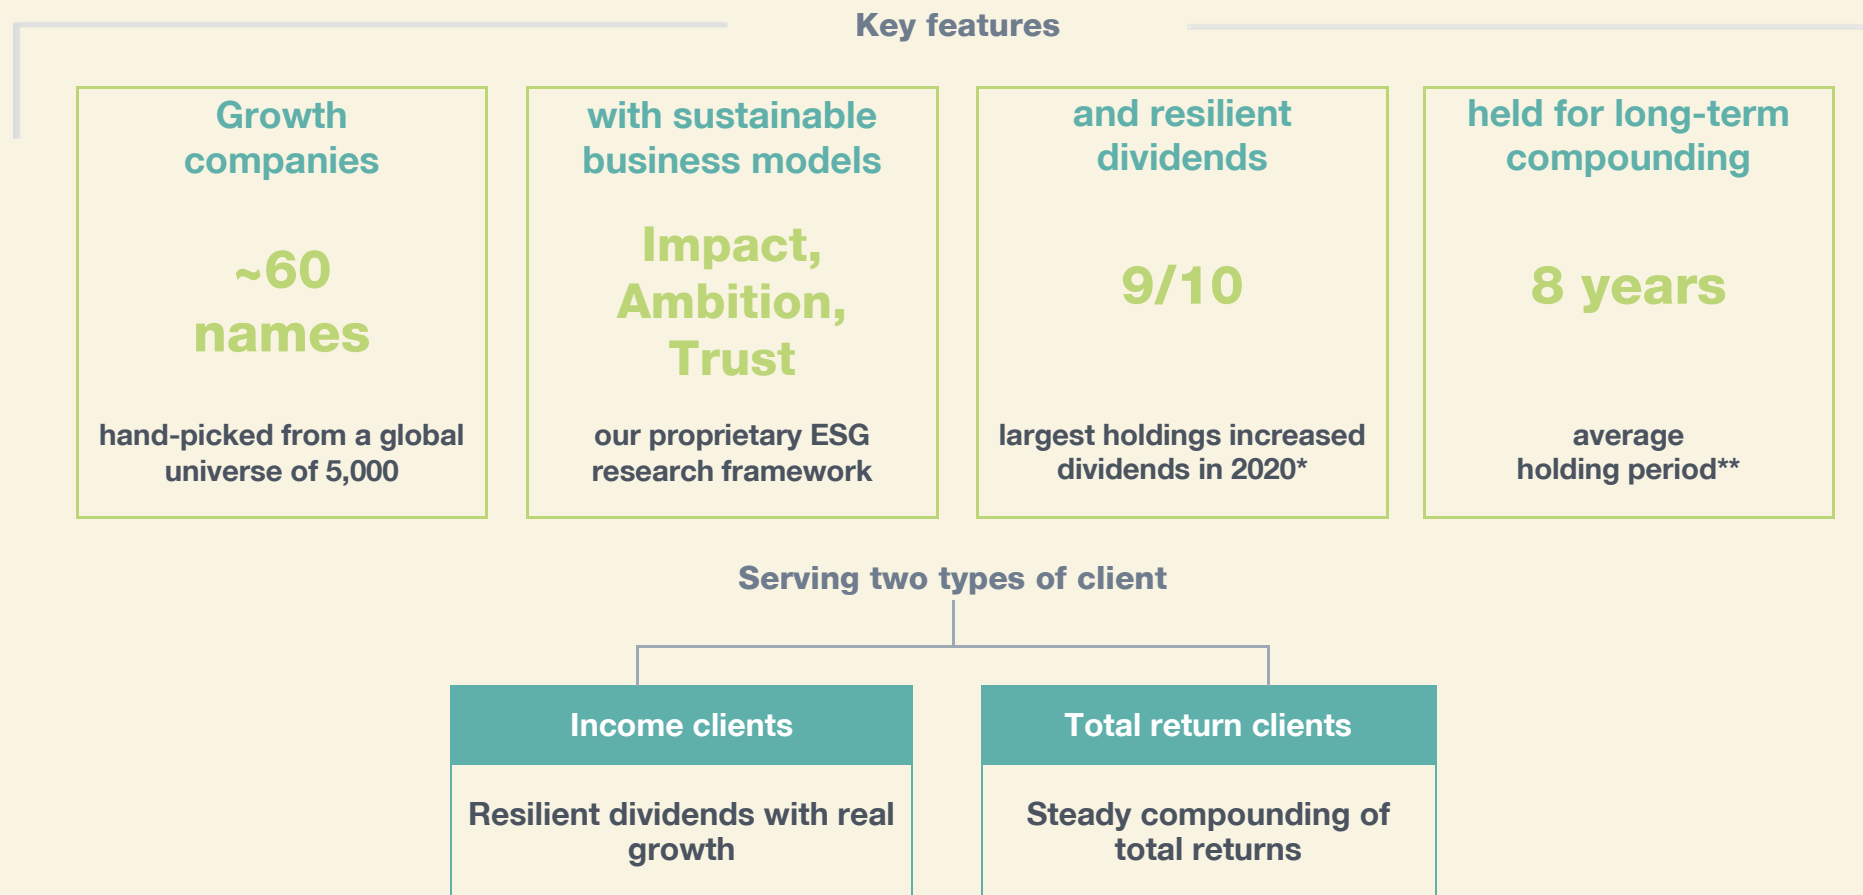 Key features
Growth
companies
~60
names
hand-picked from a global
universe of 5,000
with sustainable
business models
Impact,
Ambition,
Trust
our proprietary ESG
research framework
and resilient
dividends
9/10
largest holdings increased
dividends in 2020*
held for long-term
compounding
8 years
average
holding period**
Serving two types of client
Income clients
Resilient dividends with real
growth
Total return clients
Steady compounding of
total returns